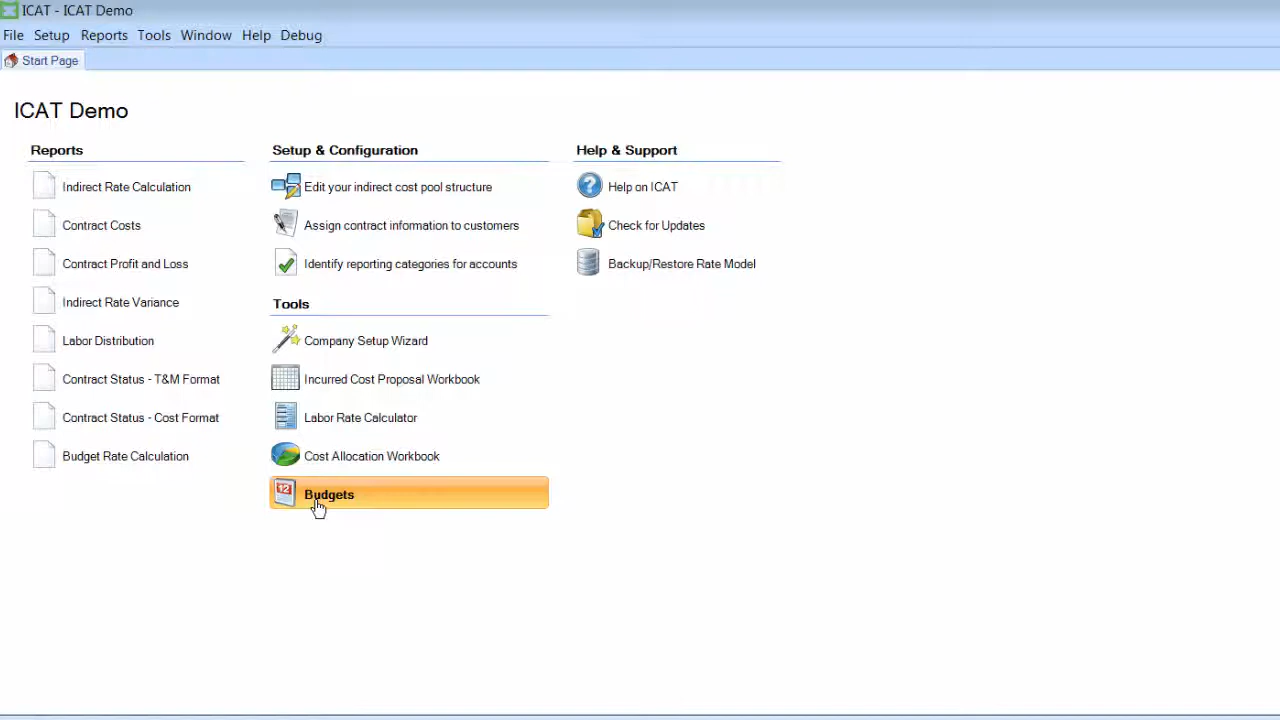 ICAT - ICAT Demo
File Setup Reports Tools Window Help Debug
Start Page
ICAT Demo
Reports
Indirect Rate Calculation
Contract Costs
Contract Profit and Loss
Indirect Rate Variance
Labor Distribution
Contract Status - T&M Format
Contract Status - Cost Format
Budget Rate Calculation
Setup & Configuration
Edit your indirect cost pool structure
Assign contract information to customers
Identify reporting categories for accounts
Tools
Company Setup Wizard
Incurred Cost Proposal Workbook
Labor Rate Calculator
Cost Allocation Workbook
12
Budgets
Help & Support
?
Help on ICAT
Check for Updates
Backup/Restore Rate Model